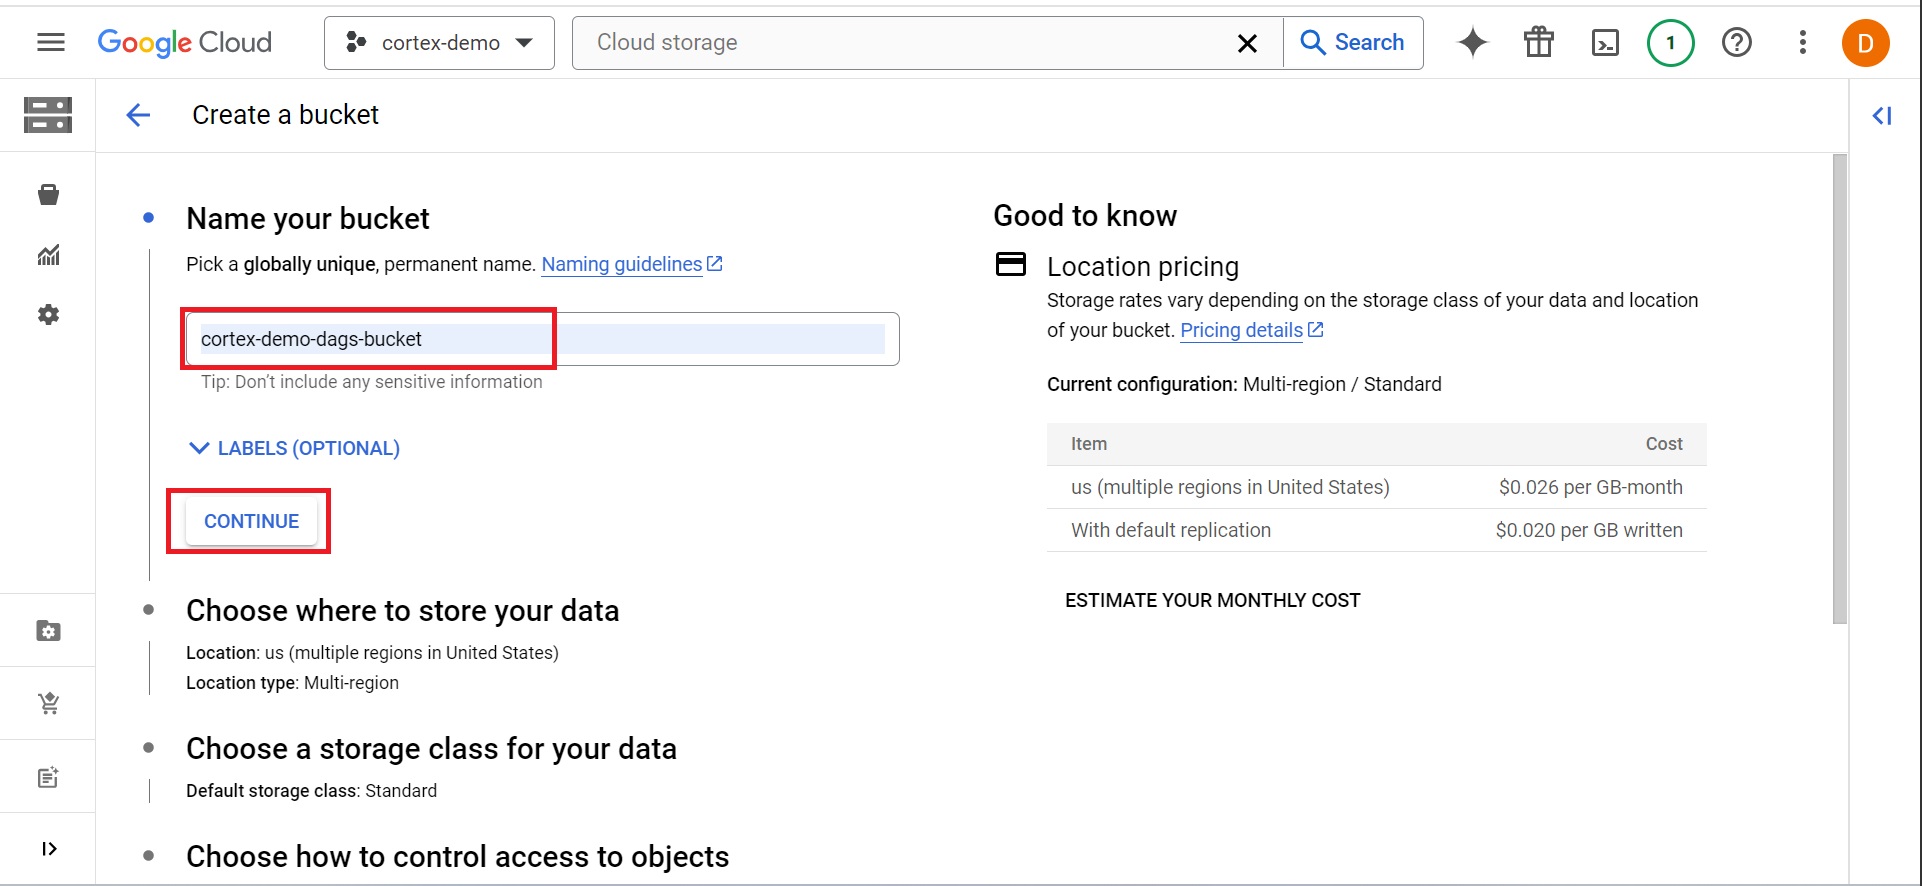 Google Cloud
cortex-demo
Cloud storage
Search
1
D
Create a bucket
Name your bucket
Pick a globally unique, permanent name. Naming guidelines
cortex-demo-dags-bucket
Tip: Don't include any sensitive information
LABELS (OPTIONAL)
CONTINUE
Choose where to store your data
Location: us (multiple regions in United States)
Location type: Multi-region
Choose a storage class for your data
Default storage class: Standard
Choose how to control access to objects
Good to know
Location pricing
Storage rates vary depending on the storage class of your data and location
of your bucket. Pricing details
Current configuration: Multi-region / Standard
Item Cost
us (multiple regions in United States) $0.026 per GB-month
With default replication $0.020 per GB written
ESTIMATE YOUR MONTHLY COST